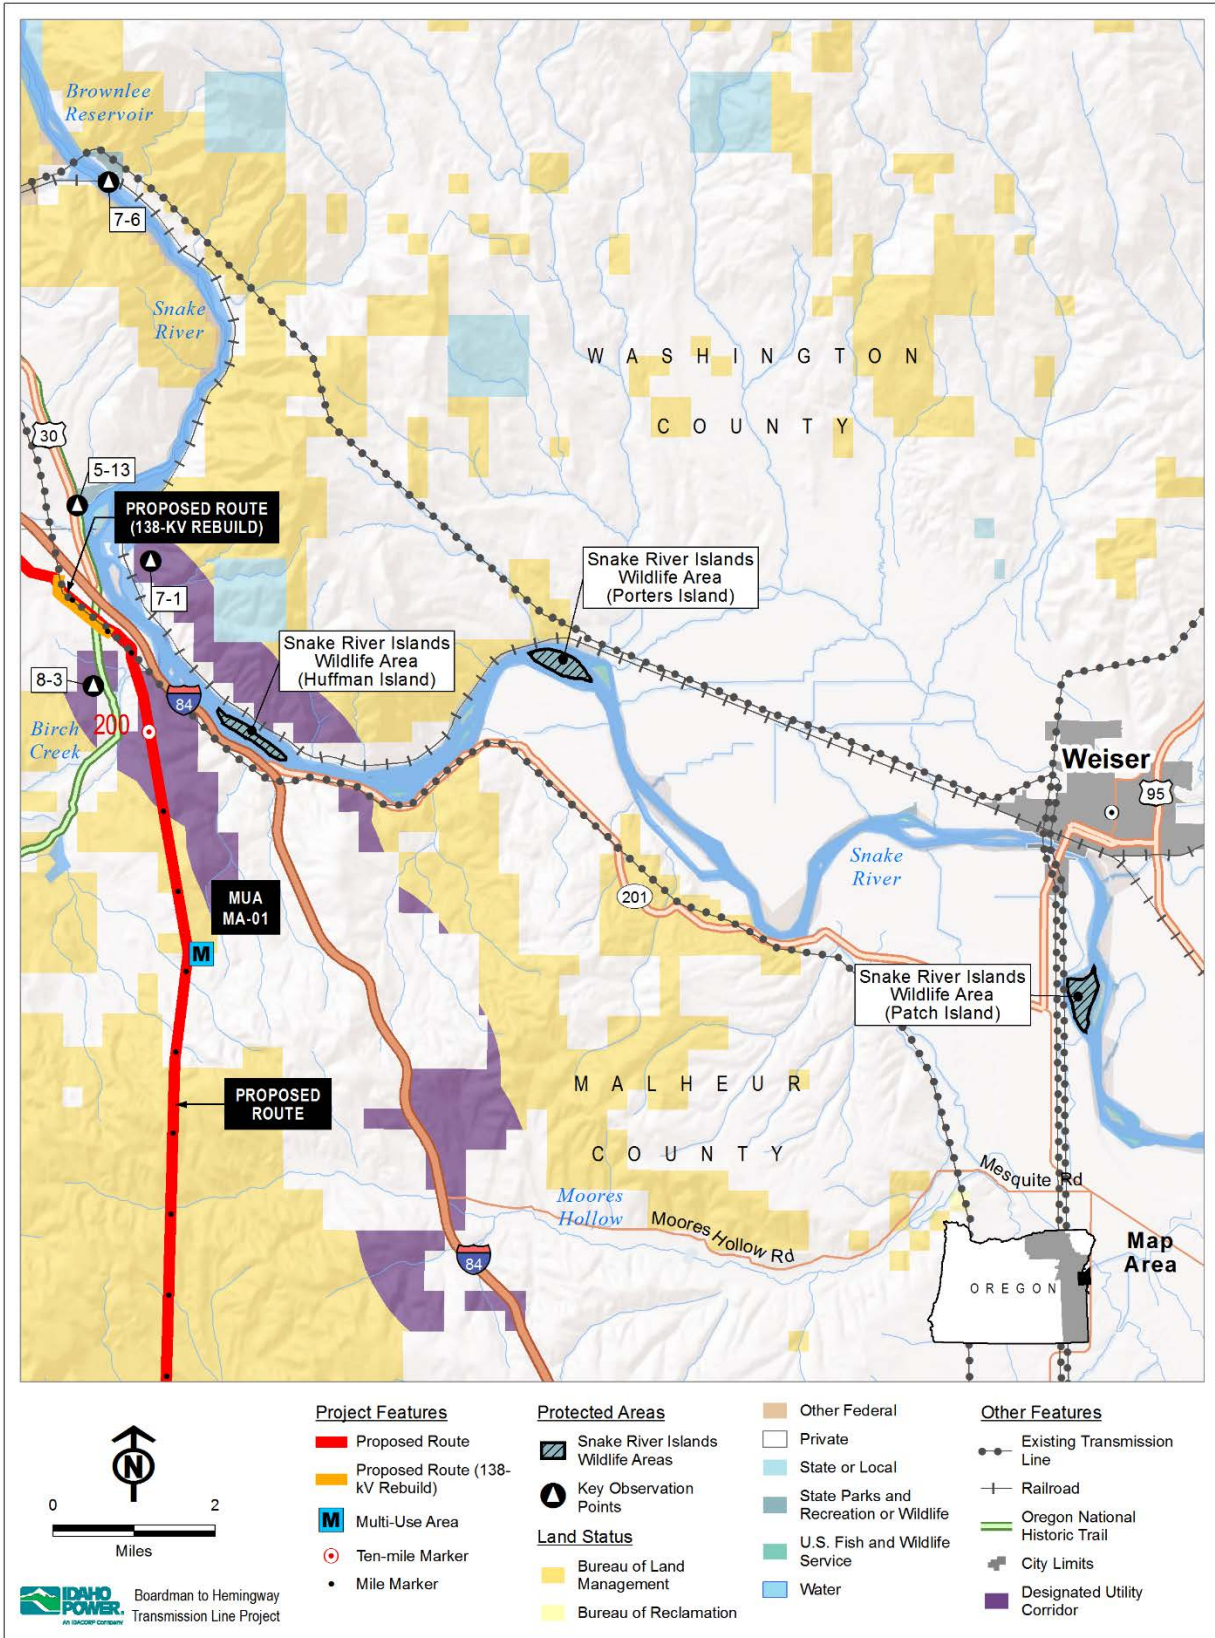 Brownlee
Reservoir
7-6
Snake
River
WASHINGTON
COUNTY
30
5-13
PROPOSED ROUTE
(138-KV REBUILD)
7-1
Snake River Islands
Wildlife Area
(Porters Island)
Snake River Islands
Wildlife Area
(Huffman Island)
8-3
84
Birch
Creek
200
Weiser
95
Snake
River
201
MUA
MA-01
M
Snake River Islands
Wildlife Area
(Patch Island)
PROPOSED
ROUTE
MALHEUR
COUNTY
Moores
Hollow
Moores Hollow Rd
Mesquite Rd
84
OREGON
Map
Area
N
0 2
Miles
IDAHO
POWER.
AN IDACORP COMPANY
Boardman to Hemingway
Transmission Line Project
Project Features
Proposed Route
Proposed Route (138-
kV Rebuild)
M
Multi-Use Area
Ten-mile Marker
Mile Marker
Protected Areas
Snake River Islands
Wildlife Areas
Key Observation
Points
Land Status
Bureau of Land
Management
Bureau of Reclamation
Other Federal
Private
State or Local
State Parks and
Recreation or Wildlife
U.S. Fish and Wildlife
Service
Water
Other Features
Existing Transmission
Line
Railroad
Oregon National
Historic Trail
City Limits
Designated Utility
Corridor